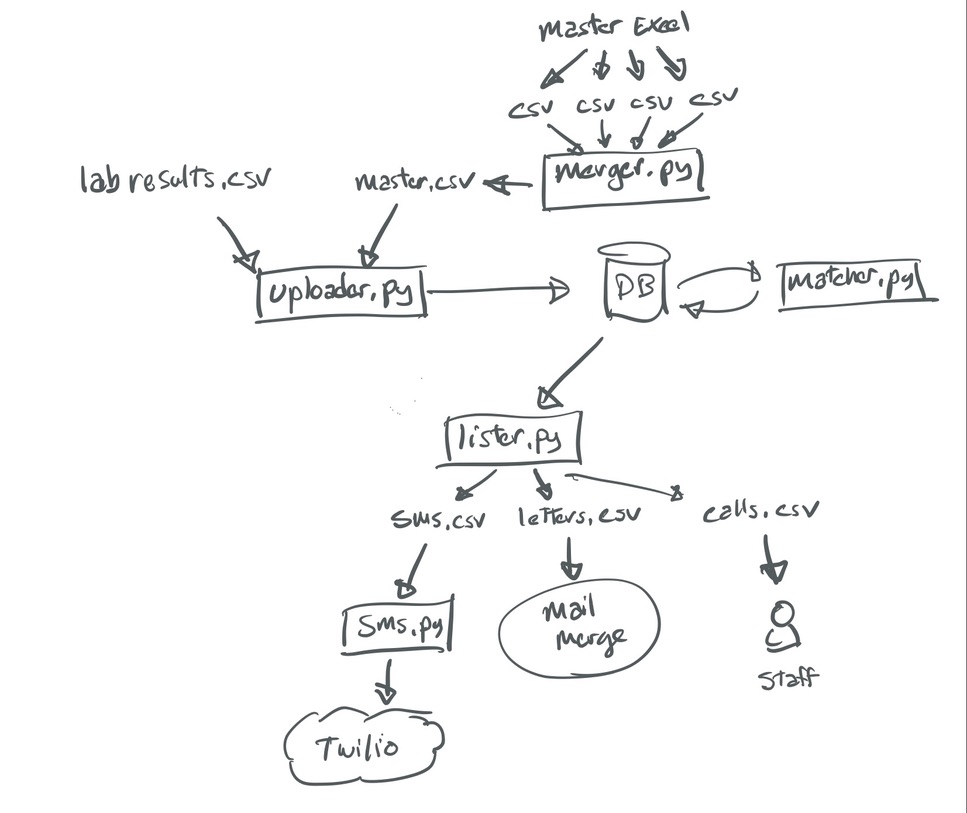 Master Excel
csv csv csv csv
merger.py
lab results.csv
master.csv
uploader.py
DB
matcher.py
lister.py
sms.csv
letters.csv
calls.csv
sms.py
Mail
merge
staff
Twilio